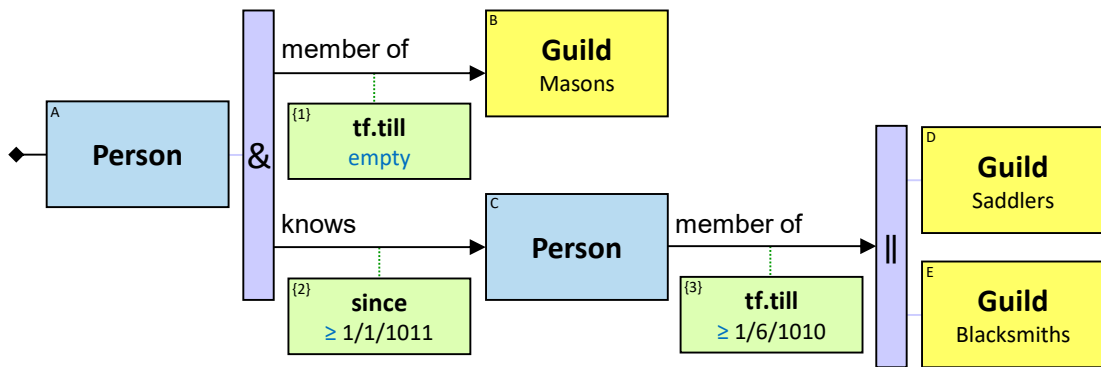 A
Person
&
member of
B
Guild
Masons
{1}
tf.till
empty
knows
{2}
since
≥ 1/1/1011
C
Person
member of
{3}
tf.till
≥ 1/6/1010
||
D
Guild
Saddlers
E
Guild
Blacksmiths